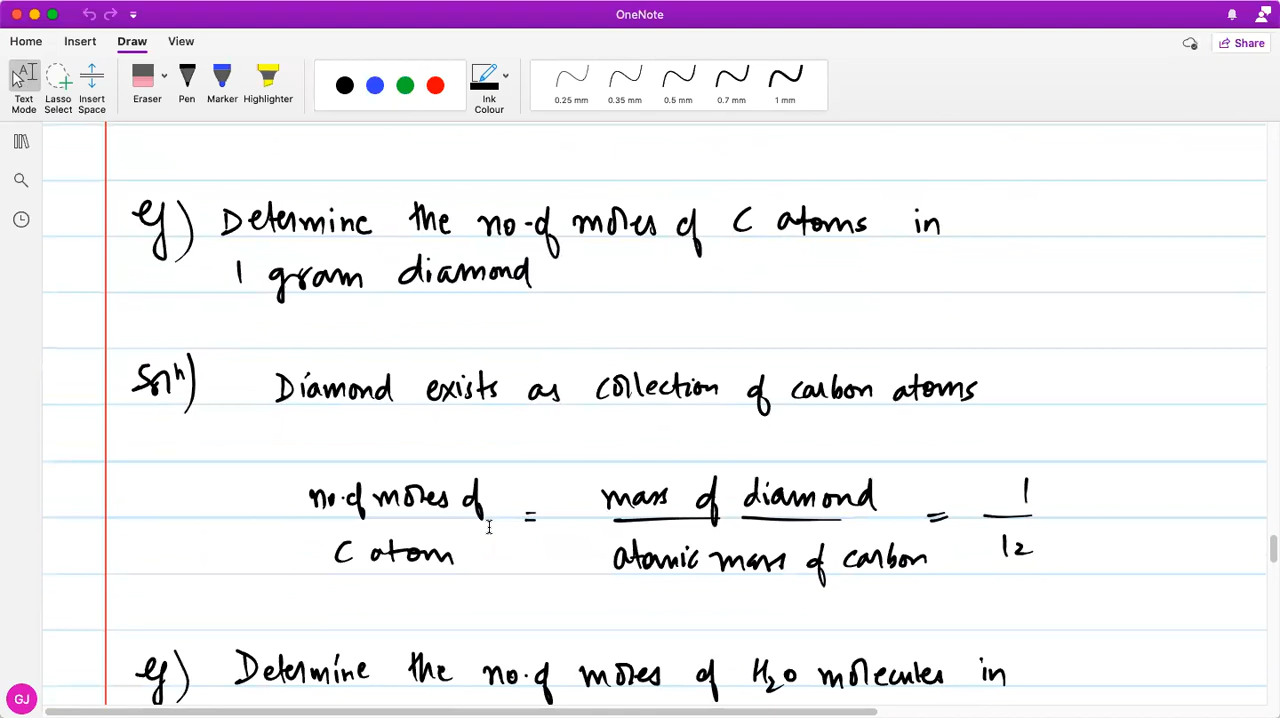 OneNote
Home Insert Draw View
Share
Text Mode
Lasso Select
Insert Space
Eraser
Pen
Marker
Highlighter
Ink Colour
0.25 mm
0.35 mm
0.5 mm
0.7 mm
1 mm
eg) Determine the no.of moles of C atoms in
1 gram diamond
Solⁿ) Diamond exists as collection of carbon atoms
no.of moles of = mass of diamond = 1
C atom atomic mass of carbon 12
eg) Determine the no.of moles of H₂O molecules in
GJ